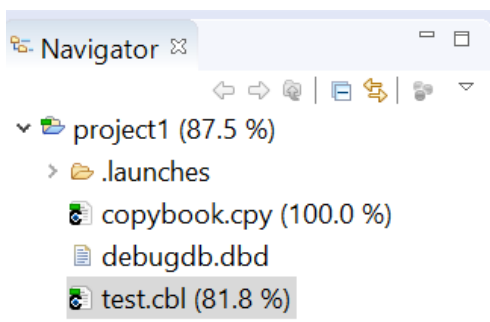 Navigator
project1 (87.5 %)
.launches
copybook.cpy (100.0 %)
debugdb.dbd
test.cbl (81.8 %)